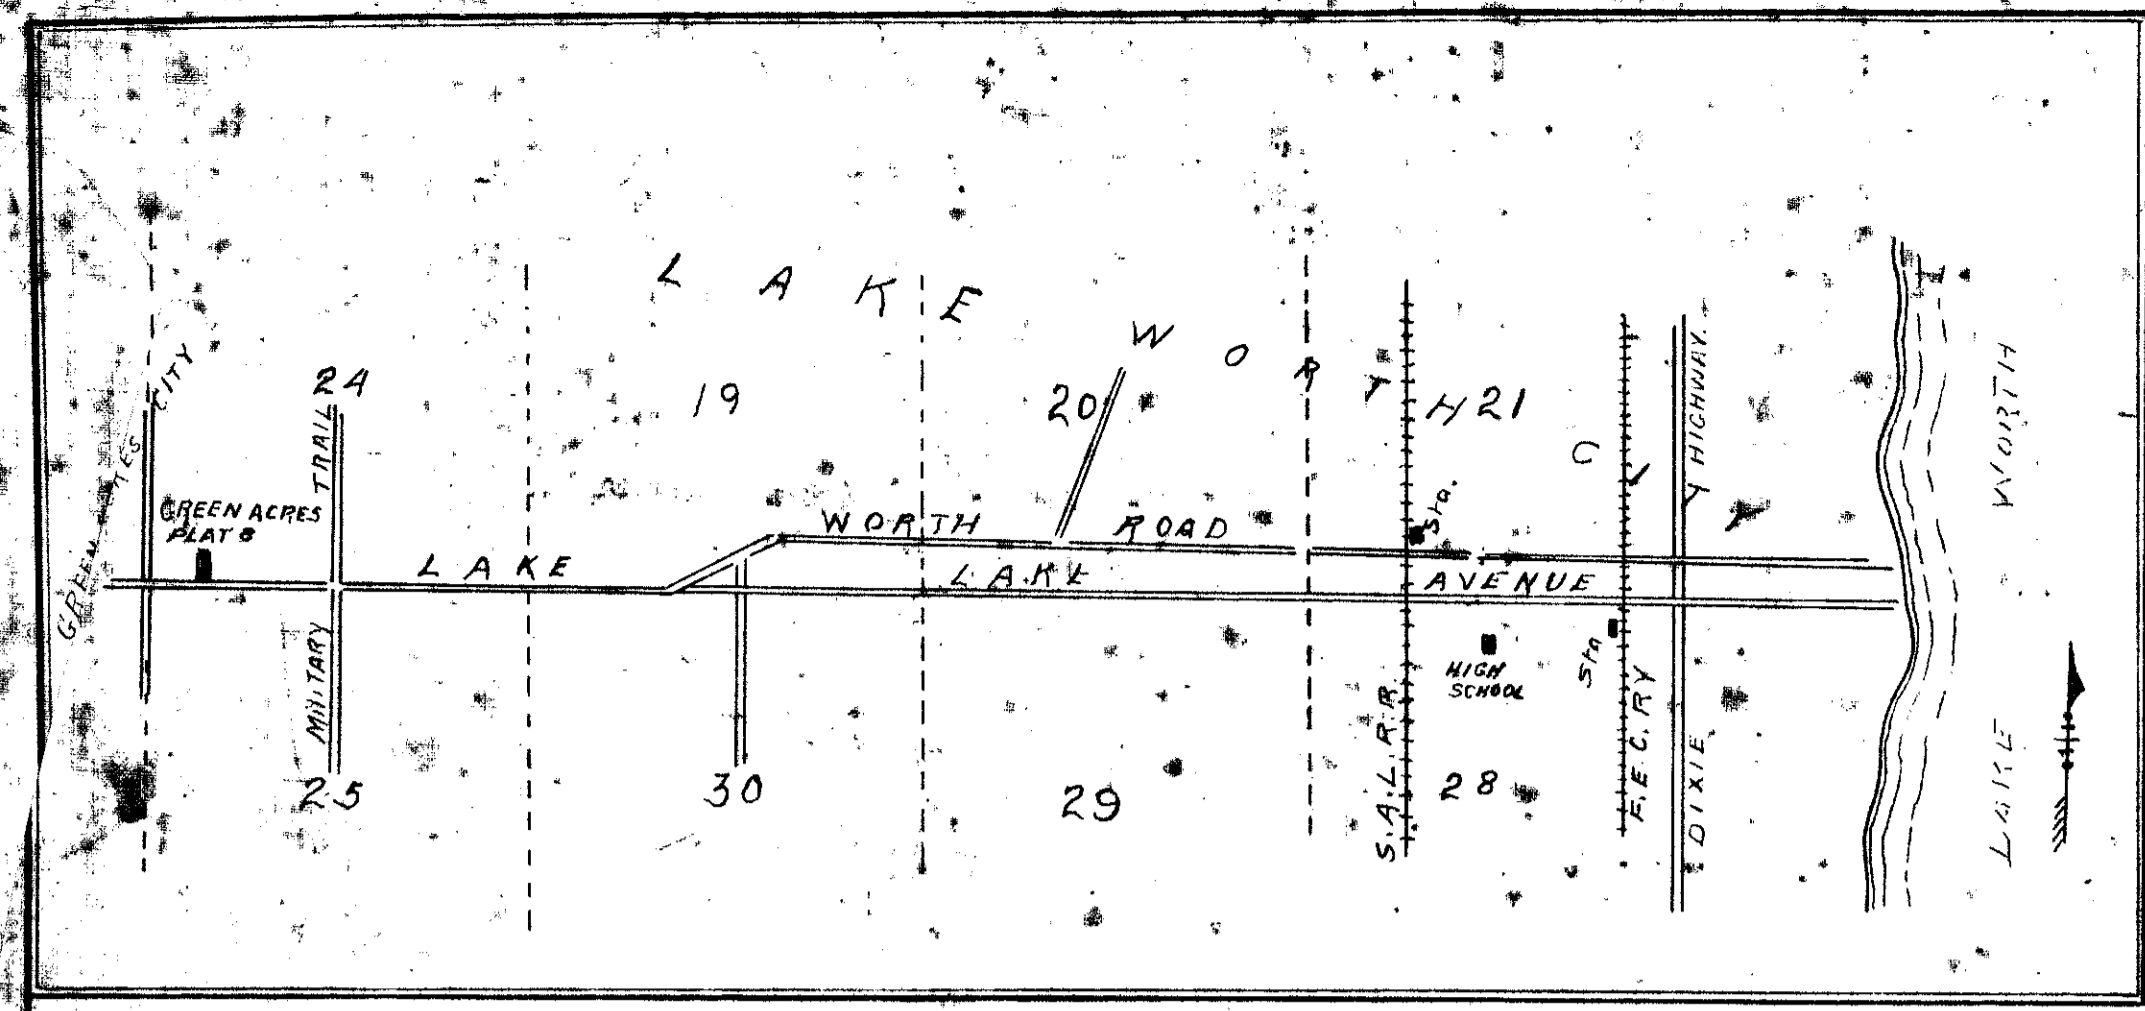 LAKE WORTH CITY
GREEN ACRES CITY
24
19
20
21
TRAIL
MILITARY
GREEN ACRES
PLAT 8
LAKE WORTH ROAD
LAKE AVENUE
Sta.
HIGHWAY.
DIXIE
Sta
HIGH
SCHOOL
S.A.L.R.R.
F.E.C.RY
25
30
29
28
LAKE WORTH